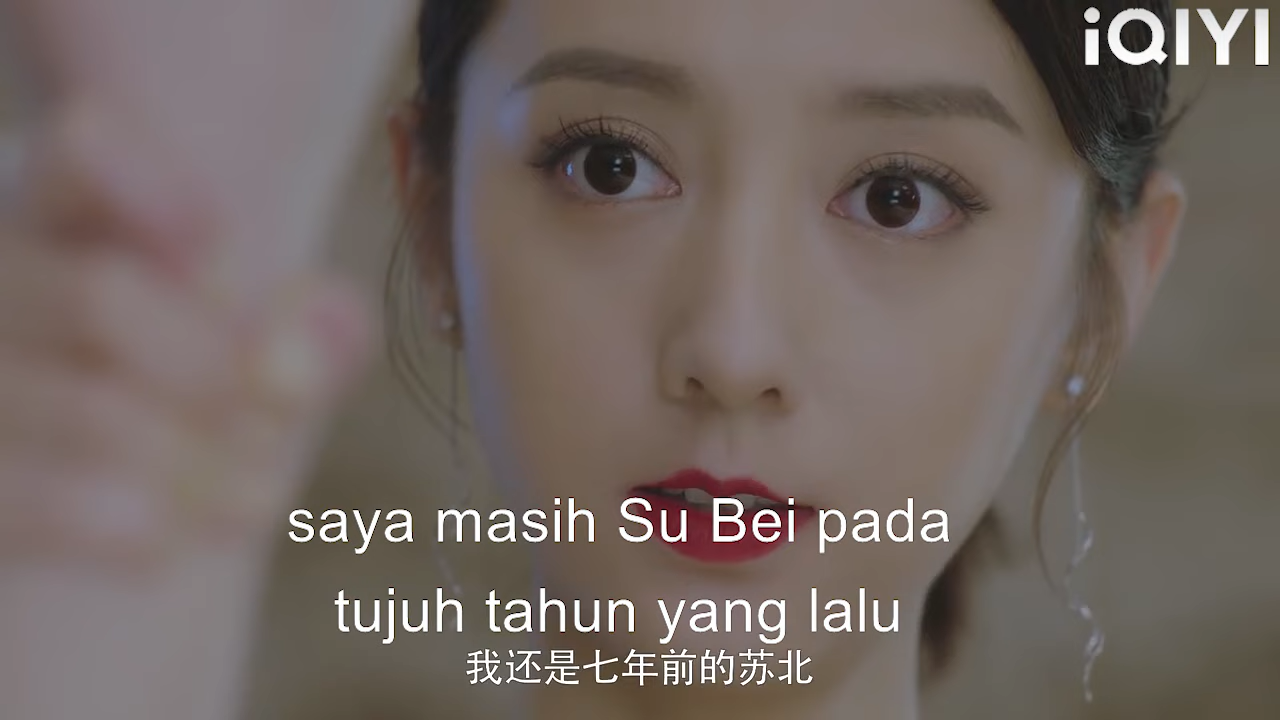 iQIYI
saya masih Su Bei pada
tujuh tahun yang lalu
我还是七年前的苏北